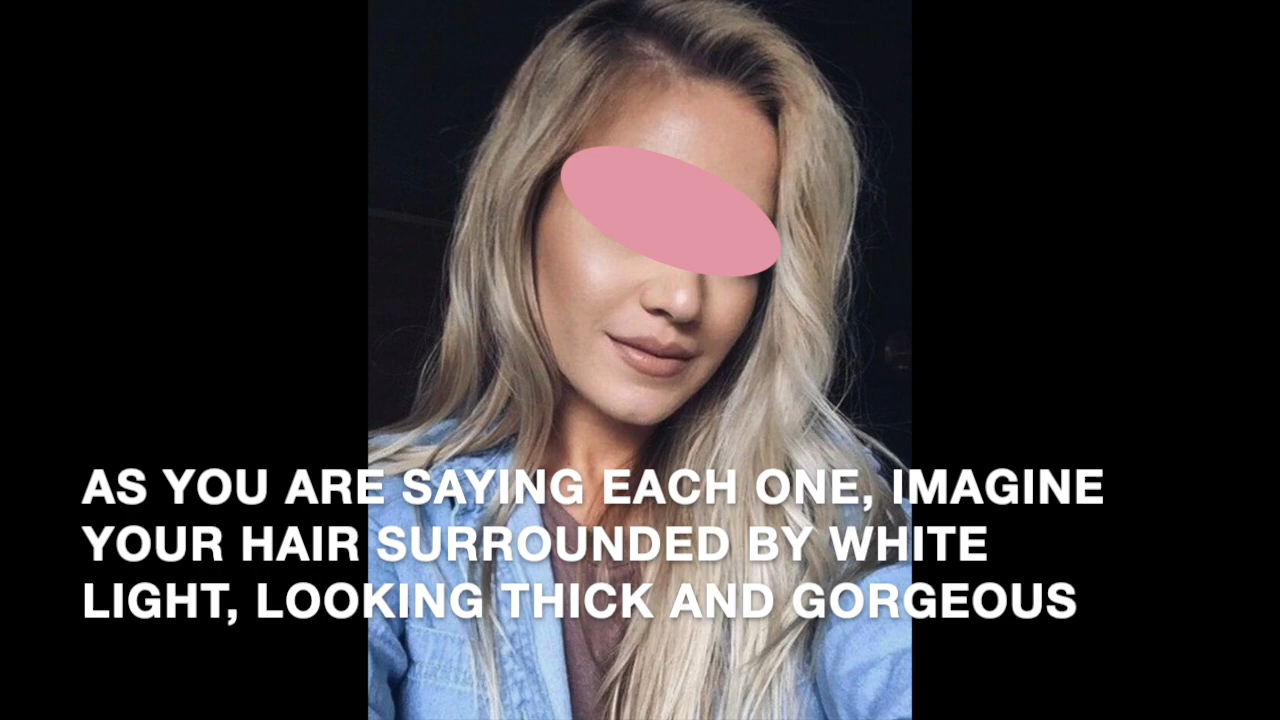 AS YOU ARE SAYING EACH ONE, IMAGINE
YOUR HAIR SURROUNDED BY WHITE
LIGHT, LOOKING THICK AND GORGEOUS